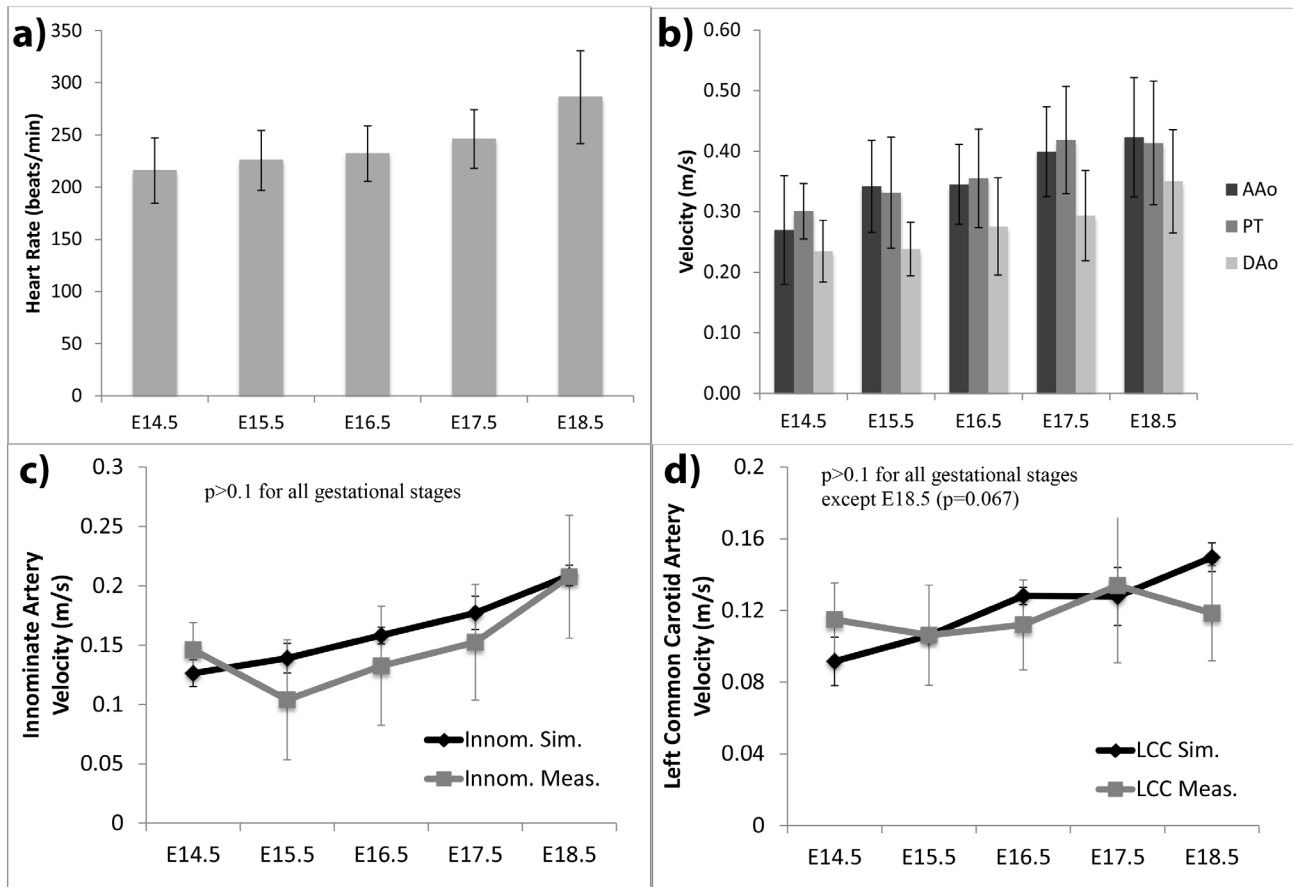 a)
350
300
250
200
150
100
50
0
Heart Rate (beats/min)
E14.5 E15.5 E16.5 E17.5 E18.5
b)
0.60
0.50
0.40
0.30
0.20
0.10
0.00
Velocity (m/s)
E14.5 E15.5 E16.5 E17.5 E18.5
AAo
PT
DAo
c)
0.3
0.25
0.2
0.15
0.1
0.05
0
Innominate Artery
Velocity (m/s)
p>0.1 for all gestational stages
Innom. Sim.
Innom. Meas.
E14.5 E15.5 E16.5 E17.5 E18.5
d)
0.2
0.16
0.12
0.08
0.04
0
Left Common Carotid Artery
Velocity (m/s)
p>0.1 for all gestational stages
except E18.5 (p=0.067)
LCC Sim.
LCC Meas.
E14.5 E15.5 E16.5 E17.5 E18.5